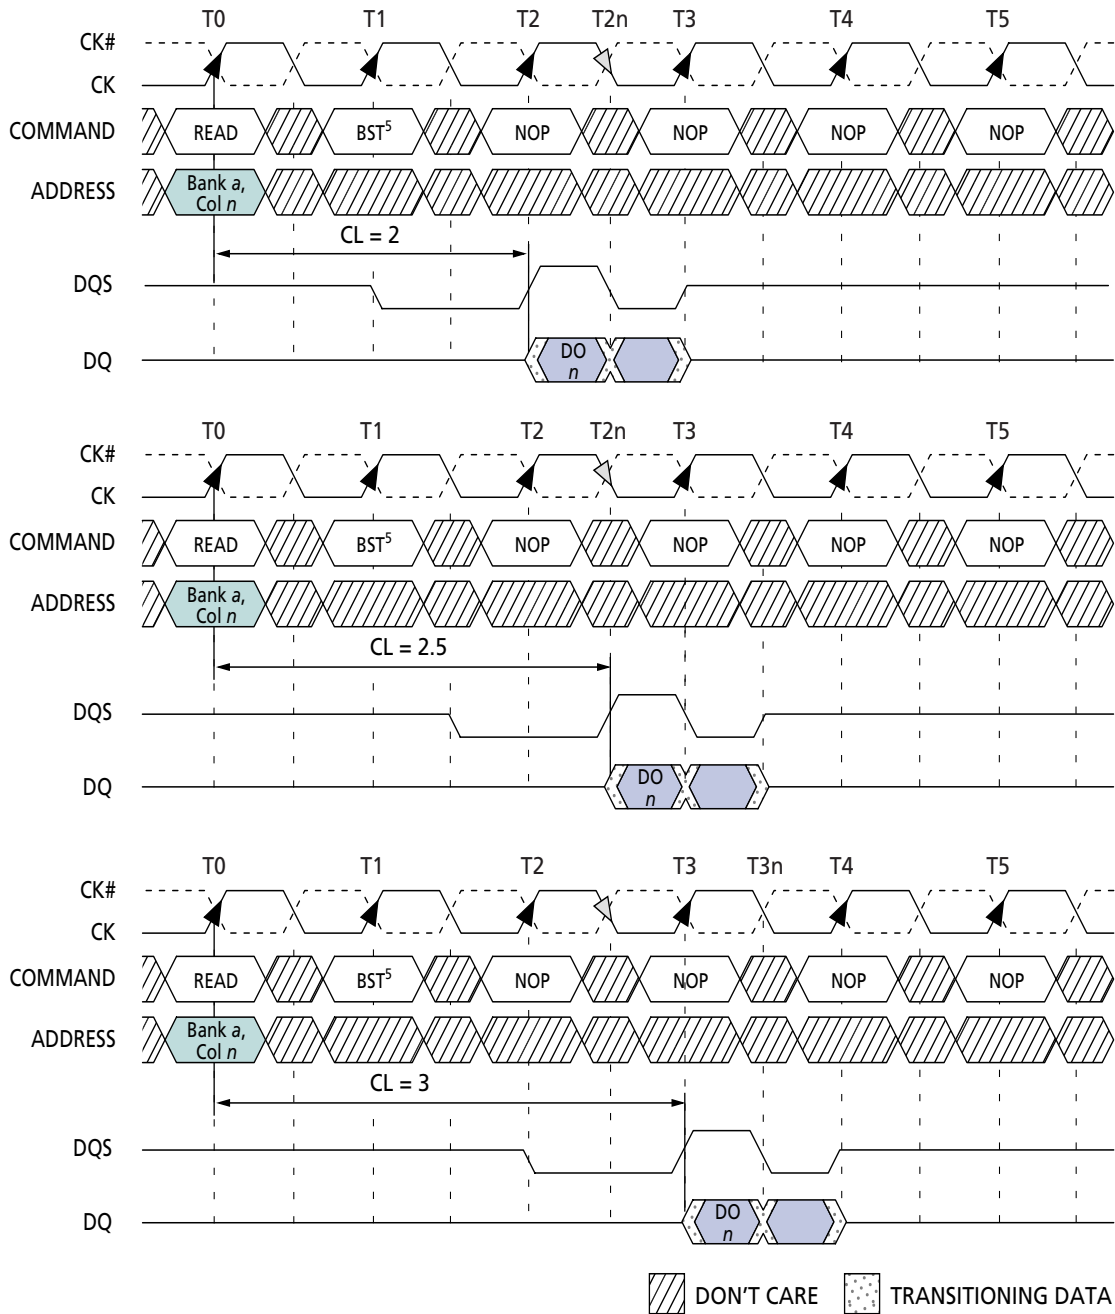 T0 T1 T2 T2n T3 T4 T5
CK#
CK
COMMAND READ BST5 NOP NOP NOP NOP
ADDRESS Bank a,
Col n
CL = 2
DQS
DQ DO
n
T0 T1 T2 T2n T3 T4 T5
CK#
CK
COMMAND READ BST5 NOP NOP NOP NOP
ADDRESS Bank a,
Col n
CL = 2.5
DQS
DQ DO
n
T0 T1 T2 T3 T3n T4 T5
CK#
CK
COMMAND READ BST5 NOP NOP NOP NOP
ADDRESS Bank a,
Col n
CL = 3
DQS
DQ DO
n
DON'T CARE TRANSITIONING DATA